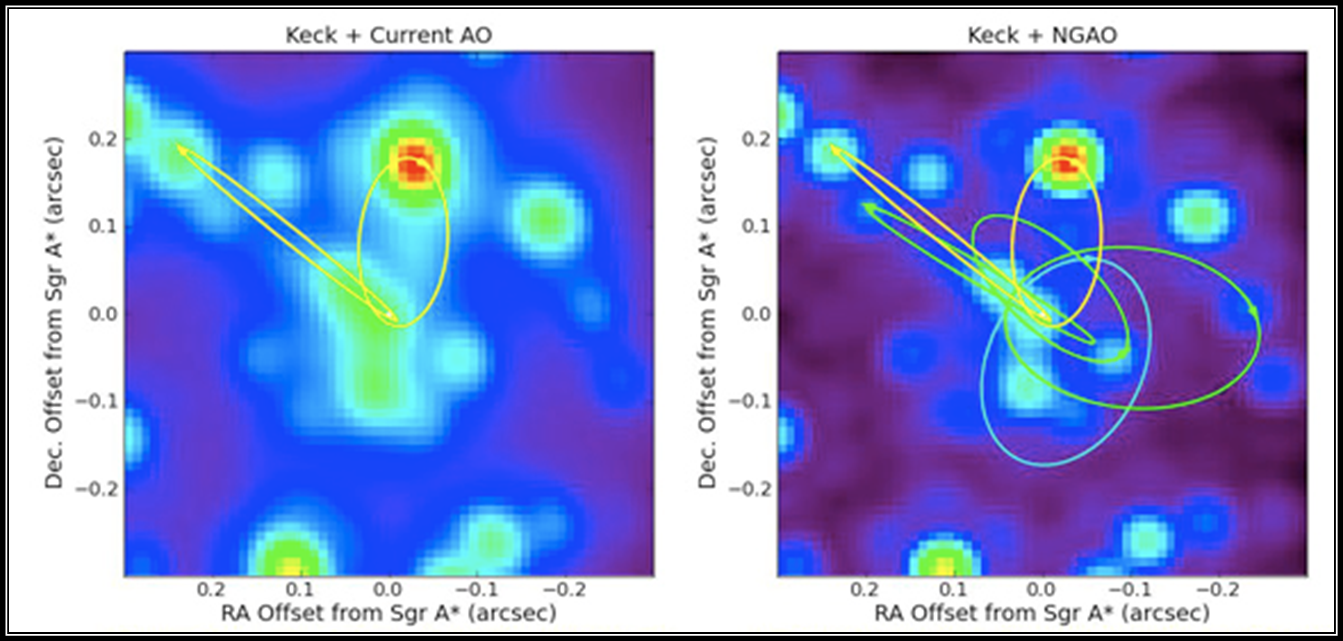 Keck + Current AO
Dec. Offset from Sgr A* (arcsec)
0.2
0.1
0.0
−0.1
−0.2
0.2 0.1 0.0 −0.1 −0.2
RA Offset from Sgr A* (arcsec)
Keck + NGAO
Dec. Offset from Sgr A* (arcsec)
0.2
0.1
0.0
−0.1
−0.2
0.2 0.1 0.0 −0.1 −0.2
RA Offset from Sgr A* (arcsec)